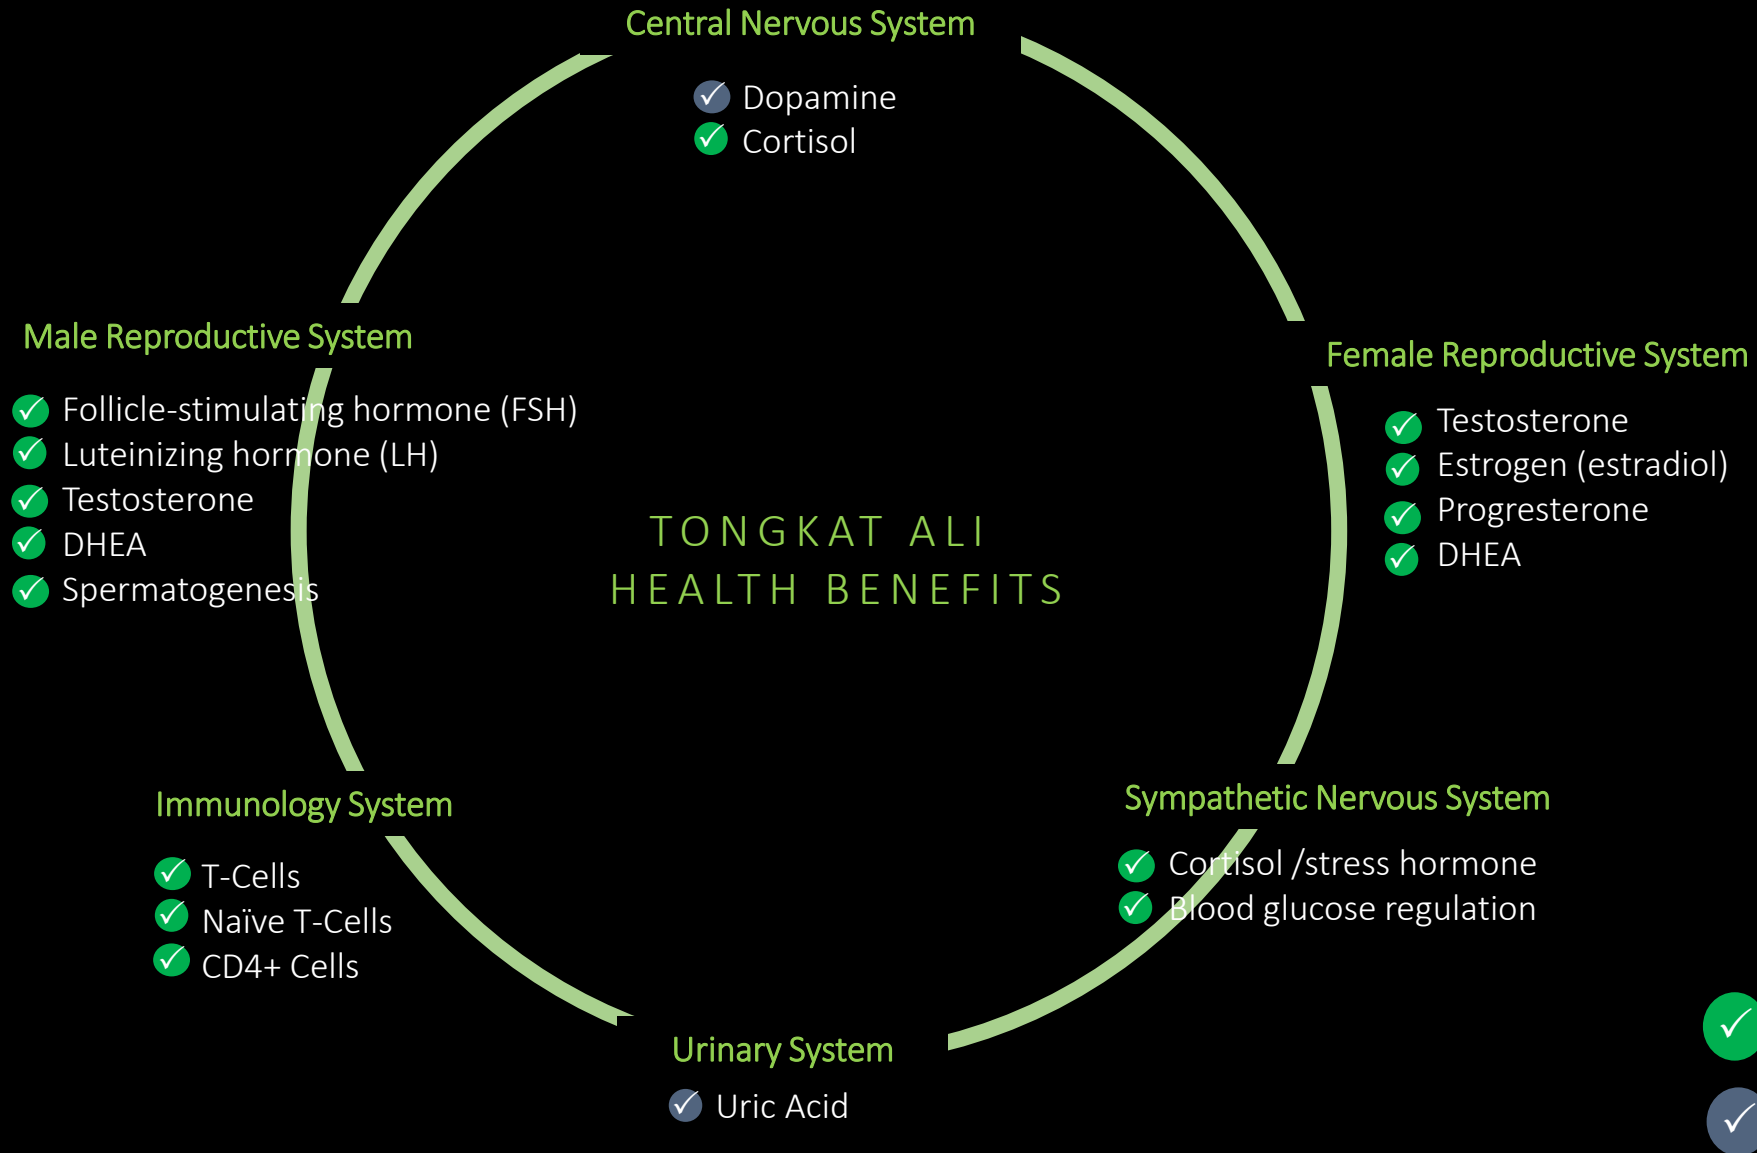 Central Nervous System
Dopamine
Cortisol
Male Reproductive System
Follicle-stimulating hormone (FSH)
Luteinizing hormone (LH)
Testosterone
DHEA
Spermatogenesis
Female Reproductive System
Testosterone
Estrogen (estradiol)
Progresterone
DHEA
TONGKAT ALI
HEALTH BENEFITS
Immunology System
T-Cells
Naïve T-Cells
CD4+ Cells
Sympathetic Nervous System
Cortisol /stress hormone
Blood glucose regulation
Urinary System
Uric Acid